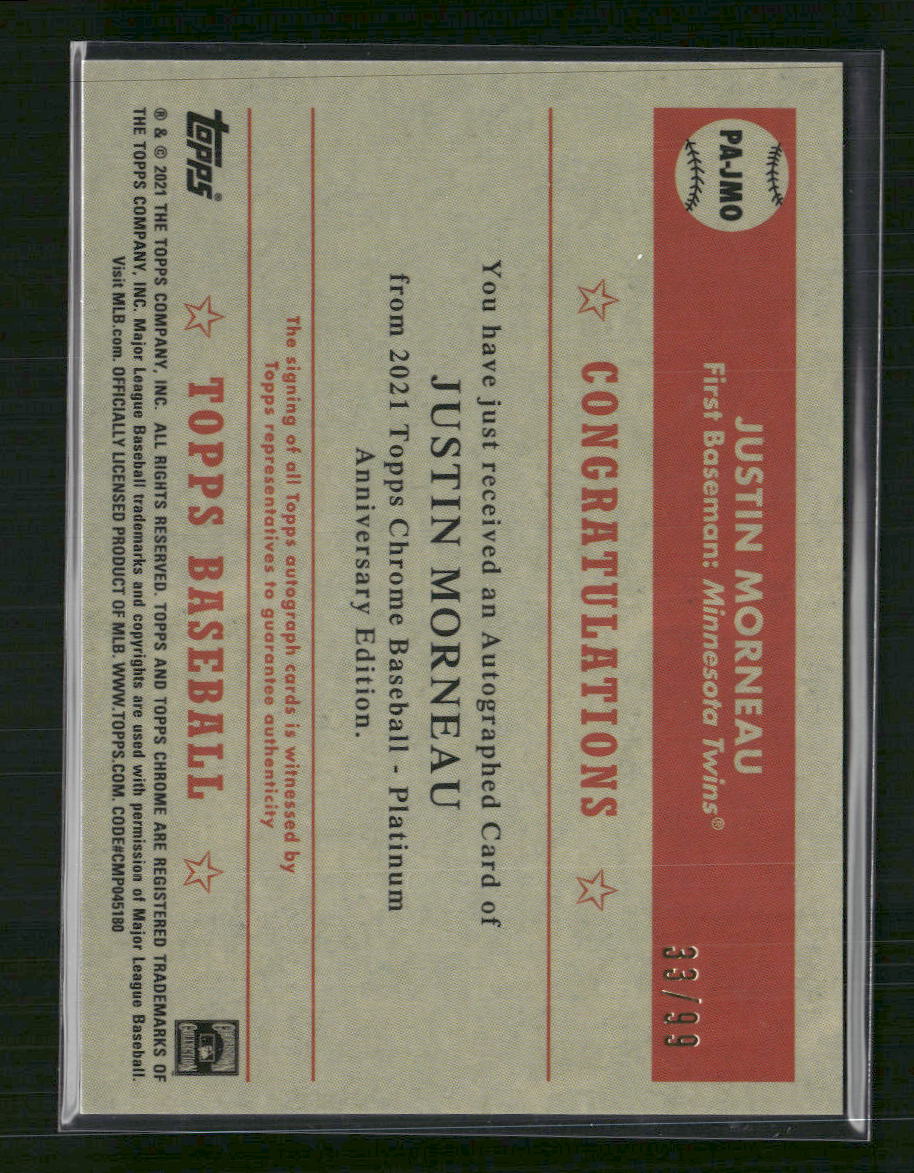 PA-JMO
JUSTIN MORNEAU
First Baseman: Minnesota Twins®
33/99
CONGRATULATIONS
You have just received an Autographed Card of
JUSTIN MORNEAU
from 2021 Topps Chrome Baseball - Platinum
Anniversary Edition.
The signing of all Topps autograph cards is witnessed by
Topps representatives to guarantee authenticity
TOPPS BASEBALL
topps®
® & © 2021 THE TOPPS COMPANY, INC. ALL RIGHTS RESERVED. TOPPS AND TOPPS CHROME ARE REGISTERED TRADEMARKS OF
THE TOPPS COMPANY, INC. Major League Baseball trademarks and copyrights are used with permission of Major League Baseball.
Visit MLB.com. OFFICIALLY LICENSED PRODUCT OF MLB. WWW.TOPPS.COM. CODE#CMP045180
COOPERSTOWN
COLLECTION